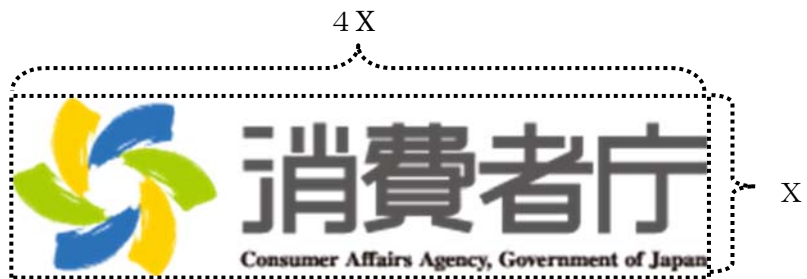 4X
消費者庁
Consumer Affairs Agency, Government of Japan
X